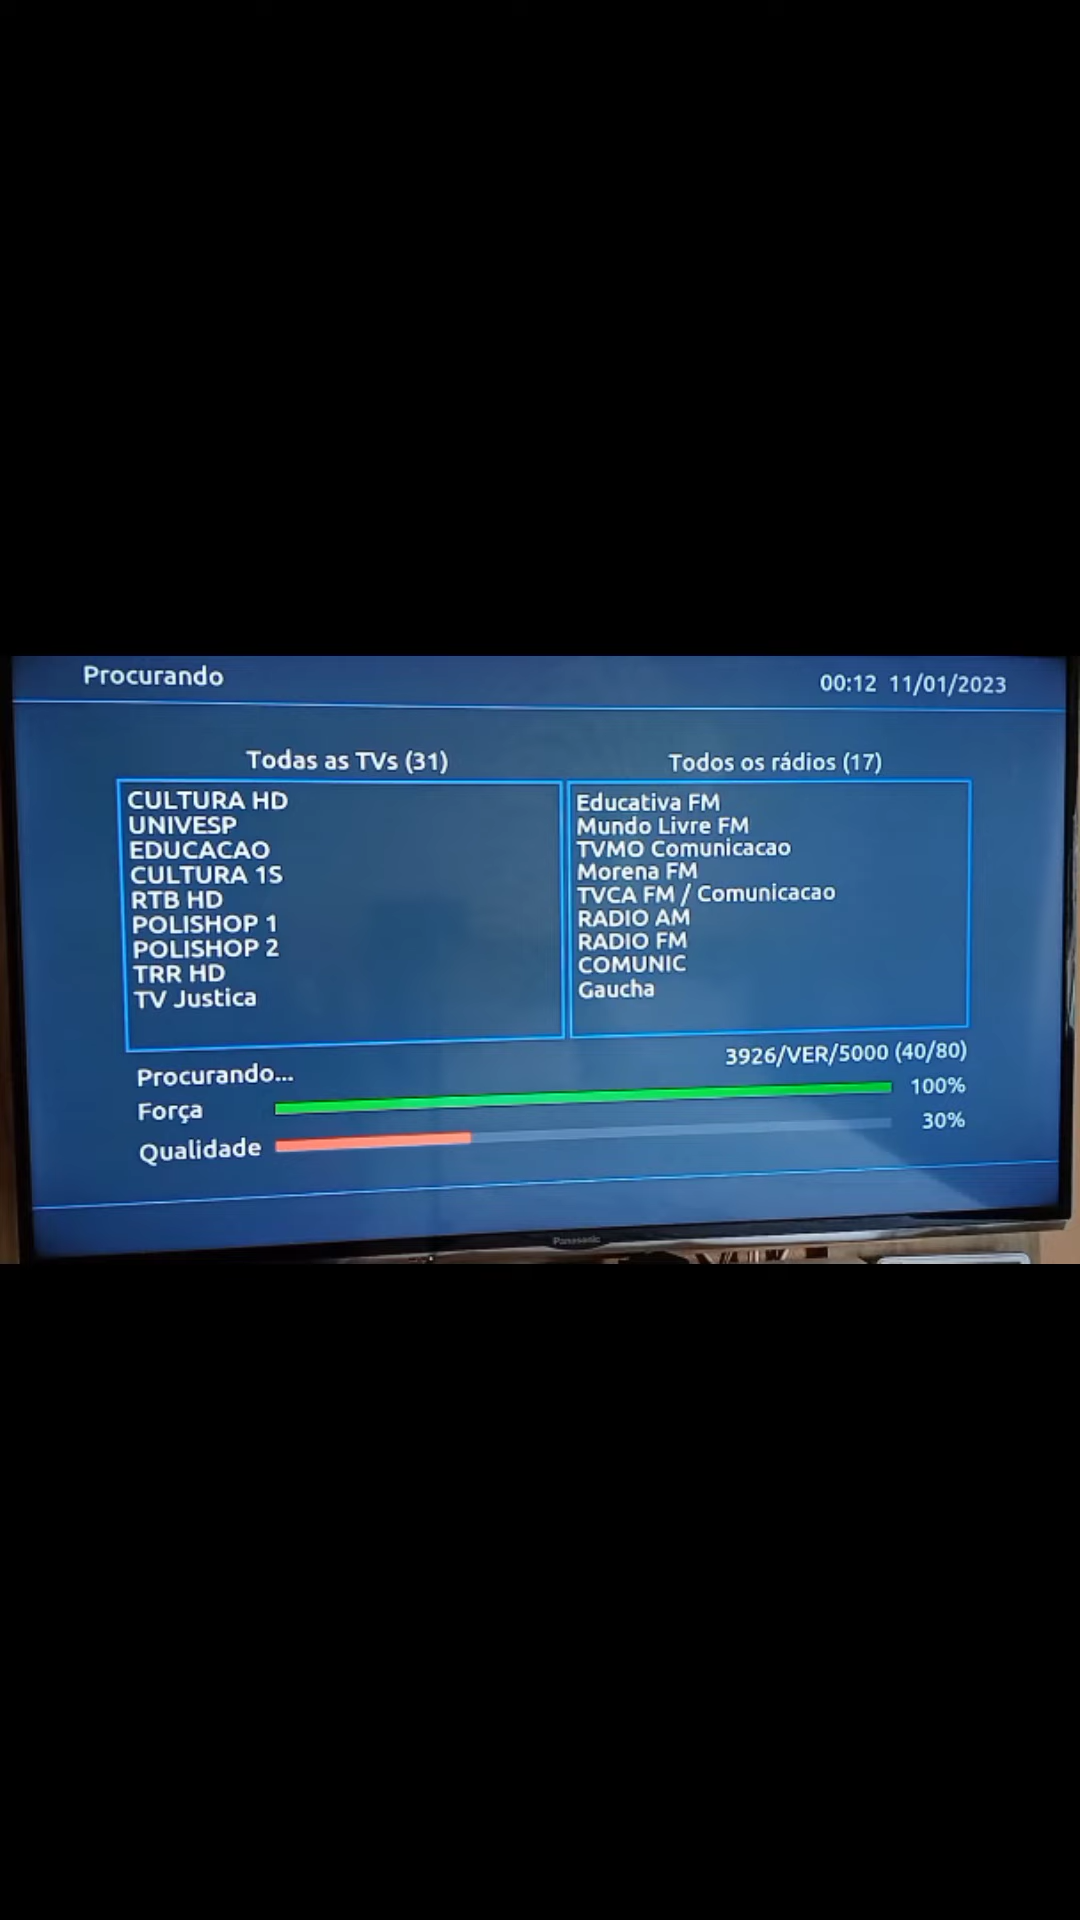 Procurando
00:12 11/01/2023
Todas as TVs (31)
CULTURA HD
UNIVESP
EDUCACAO
CULTURA 1S
RTB HD
POLISHOP 1
POLISHOP 2
TRR HD
TV Justica
Todos os rádios (17)
Educativa FM
Mundo Livre FM
TVMO Comunicacao
Morena FM
TVCA FM / Comunicacao
RADIO AM
RADIO FM
COMUNIC
Gaucha
3926/VER/5000 (40/80)
Procurando...
Força 100%
Qualidade 30%
Panasonic